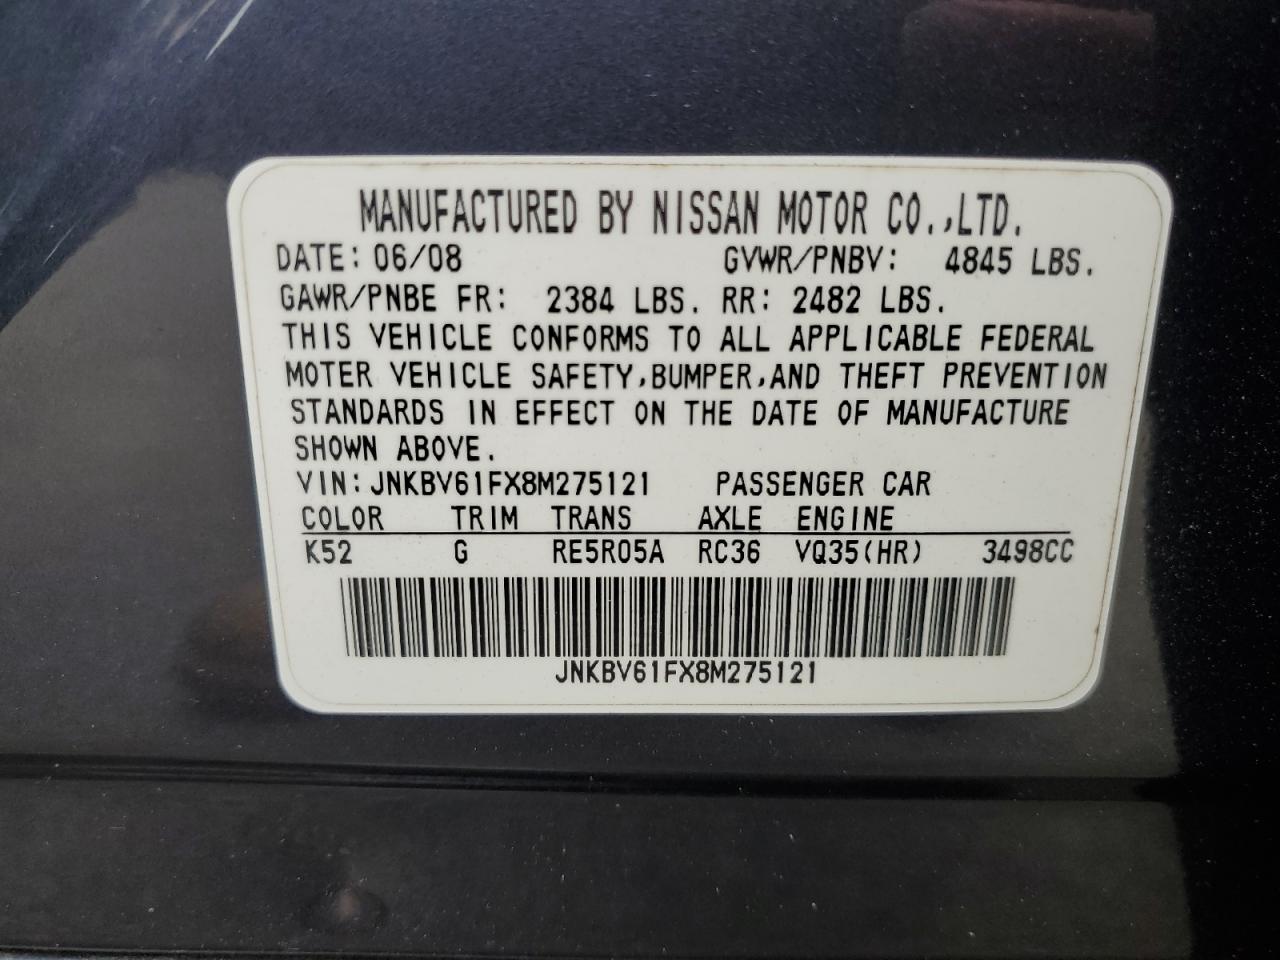 MANUFACTURED BY NISSAN MOTOR CO.,LTD.
DATE: 06/08 GVWR/PNBV: 4845 LBS.
GAWR/PNBE FR: 2384 LBS. RR: 2482 LBS.
THIS VEHICLE CONFORMS TO ALL APPLICABLE FEDERAL
MOTER VEHICLE SAFETY,BUMPER,AND THEFT PREVENTION
STANDARDS IN EFFECT ON THE DATE OF MANUFACTURE
SHOWN ABOVE.
VIN: JNKBV61FX8M275121 PASSENGER CAR
COLOR TRIM TRANS AXLE ENGINE
K52 G RE5R05A RC36 VQ35(HR) 3498CC
JNKBV61FX8M275121